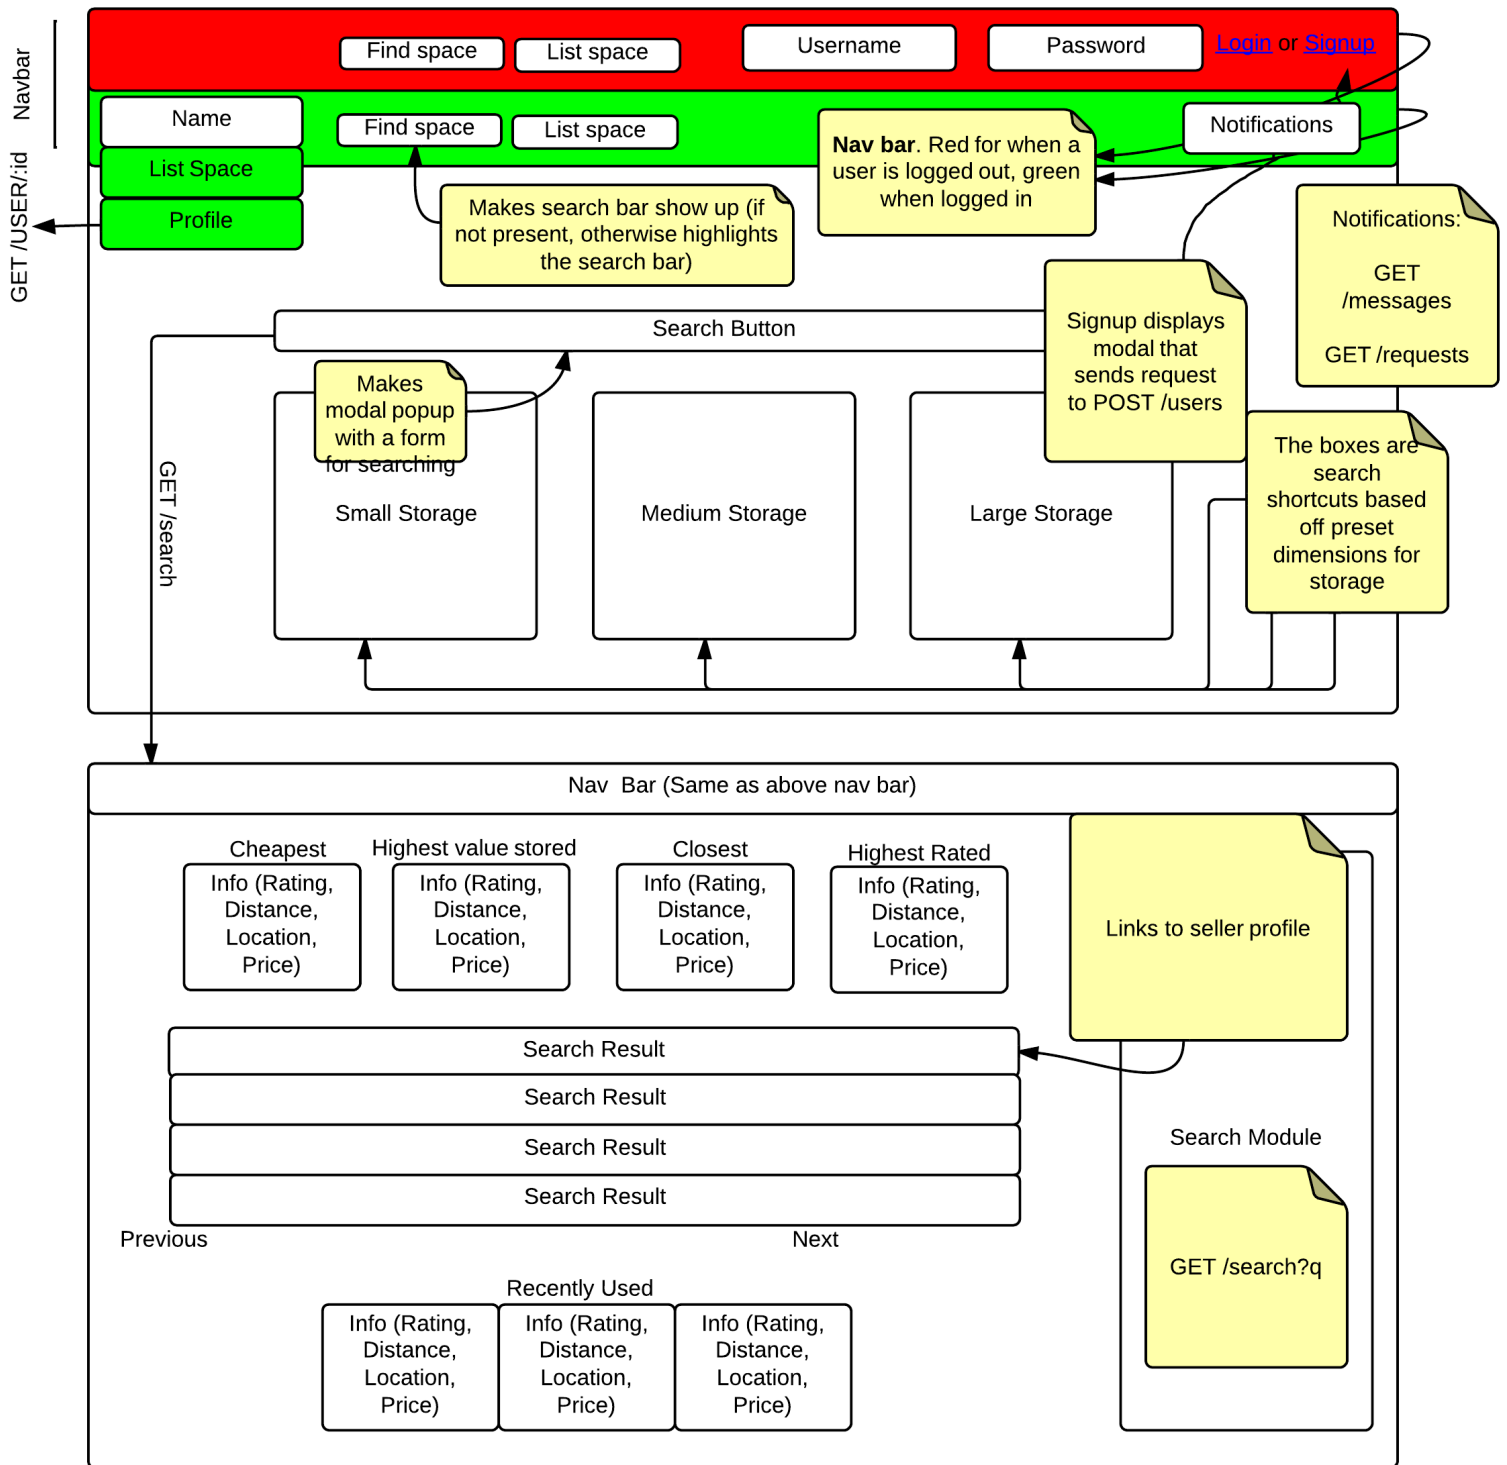 Navbar
Find space
List space
Username
Password
Login or Signup
Name
Find space
List space
Notifications
List Space
Profile
GET /USER/:id
Nav bar. Red for when a
user is logged out, green
when logged in
Makes search bar show up (if
not present, otherwise highlights
the search bar)
Notifications:
GET
/messages
GET /requests
Search Button
Signup displays
modal that
sends request
to POST /users
Makes
modal popup
with a form
for searching
The boxes are
search
shortcuts based
off preset
dimensions for
storage
GET /search
Small Storage
Medium Storage
Large Storage
Nav  Bar (Same as above nav bar)
Cheapest
Info (Rating,
Distance,
Location,
Price)
Highest value stored
Info (Rating,
Distance,
Location,
Price)
Closest
Info (Rating,
Distance,
Location,
Price)
Highest Rated
Info (Rating,
Distance,
Location,
Price)
Links to seller profile
Search Result
Search Result
Search Result
Search Result
Previous
Next
Search Module
GET /search?q
Recently Used
Info (Rating,
Distance,
Location,
Price)
Info (Rating,
Distance,
Location,
Price)
Info (Rating,
Distance,
Location,
Price)